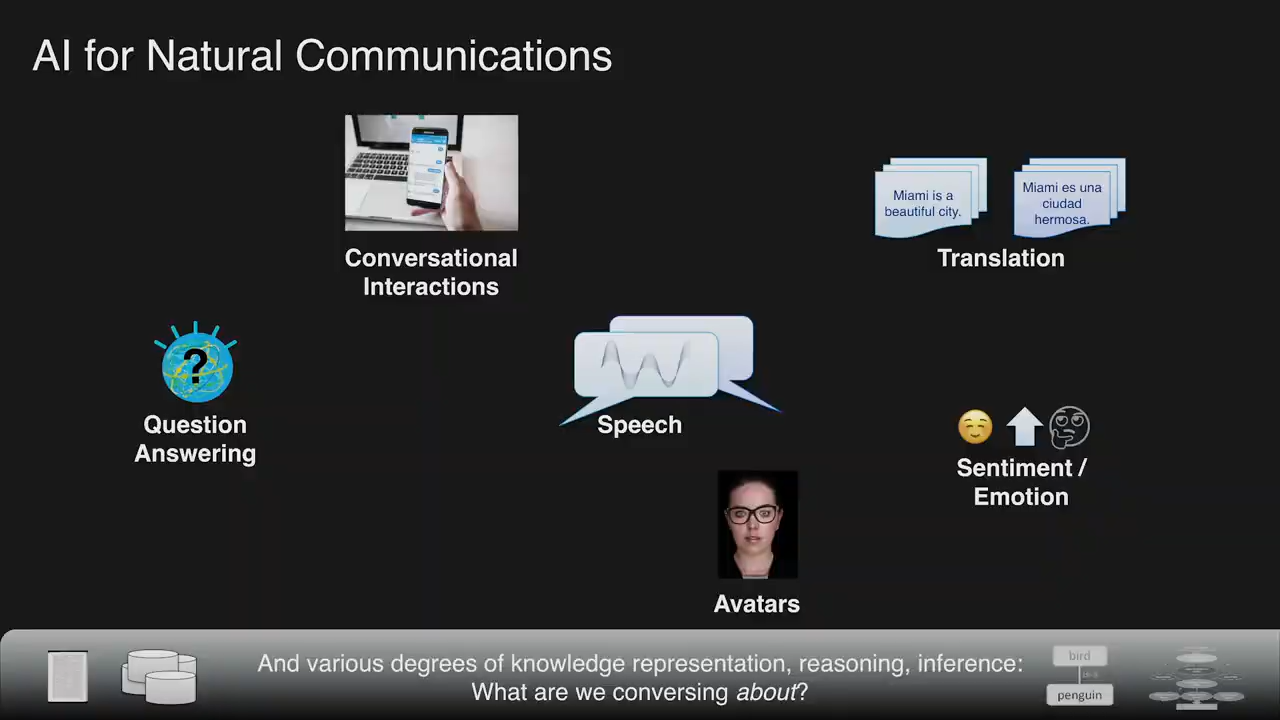 AI for Natural Communications
Miami is a
beautiful city.
Miami es una
ciudad
hermosa.
Conversational
Interactions
Translation
?
Question
Answering
Speech
Sentiment /
Emotion
Avatars
And various degrees of knowledge representation, reasoning, inference:
What are we conversing about?
bird
is-a
penguin